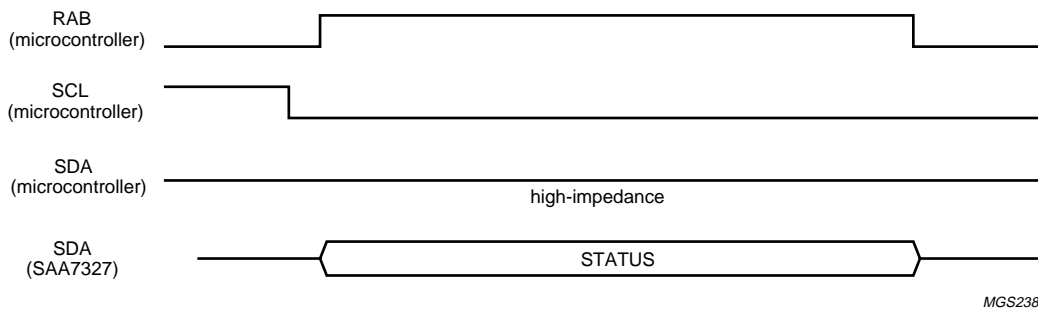 RAB
(microcontroller)
SCL
(microcontroller)
SDA
(microcontroller)
high-impedance
SDA
(SAA7327)
STATUS
MGS238